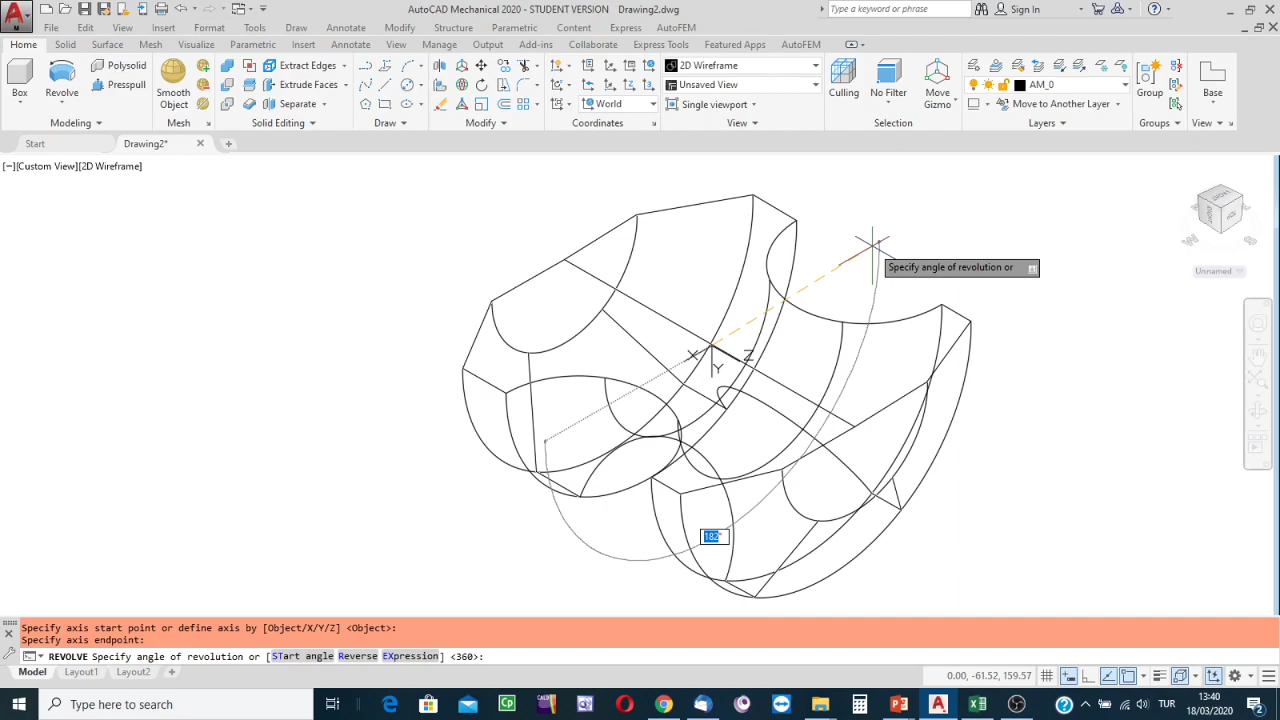 AutoCAD Mechanical 2020 - STUDENT VERSION Drawing2.dwg
Type a keyword or phrase
Sign In
File Edit View Insert Format Tools Draw Dimension Annotate Modify Structure Parametric Content Express AutoFEM
Home Solid Surface Mesh Visualize Parametric Insert Annotate View Manage Output Add-ins Collaborate Express Tools Featured Apps AutoFEM
Box
Revolve
Polysolid
Presspull
Modeling
Smooth
Object
Mesh
Extract Edges
Extrude Faces
Separate
Solid Editing
Draw
Modify
World
Coordinates
2D Wireframe
Unsaved View
Single viewport
View
Culling
No Filter
Move
Gizmo
Selection
AM_0
Move to Another Layer
Layers
Group
Groups
Base
View
Start
Drawing2*
[−][Custom View][2D Wireframe]
Unnamed
Specify angle of revolution or
X
Z
Y
182°
Specify axis start point or define axis by [Object/X/Y/Z] <Object>:
Specify axis endpoint:
REVOLVE Specify angle of revolution or [STart angle Reverse EXpression] <360>:
Model Layout1 Layout2
0.00, -61.52, 159.57
Type here to search
TUR
13:40
18/03/2020